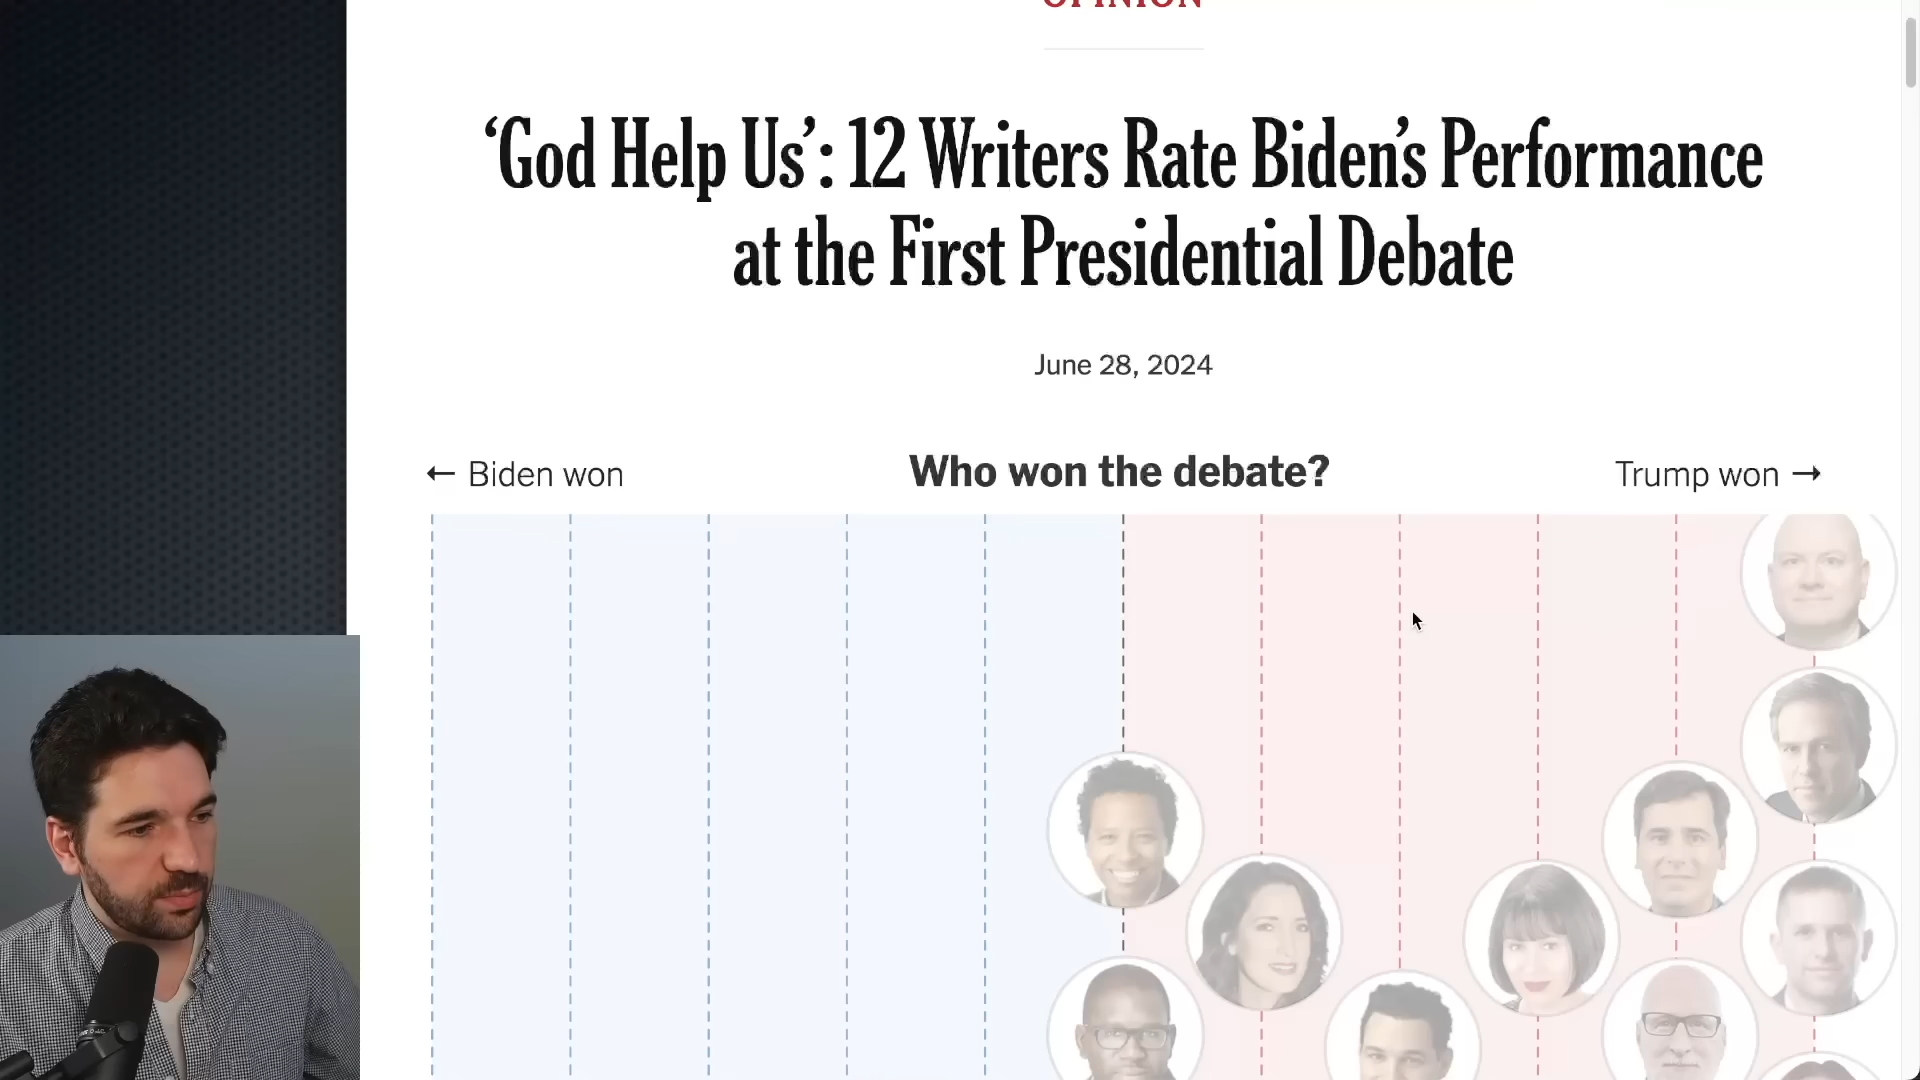 OPINION
‘God Help Us’: 12 Writers Rate Biden’s Performance
at the First Presidential Debate
June 28, 2024
← Biden won
Who won the debate?
Trump won →